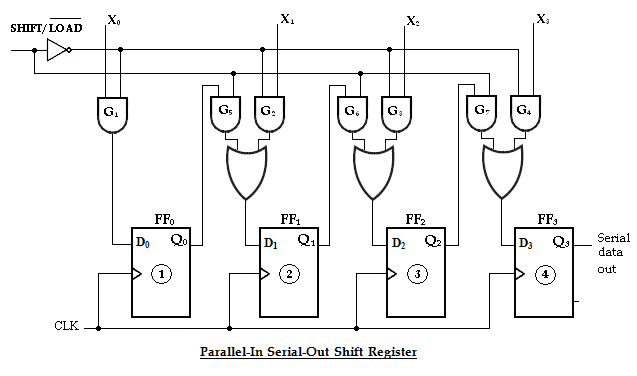 X0 X1 X2 X3
SHIFT/LOAD
G1 G5 G2 G6 G3 G7 G4
FF0 FF1 FF2 FF3
D0 Q0 D1 Q1 D2 Q2 D3 Q3
Serial
data
out
1 2 3 4
CLK
Parallel-In Serial-Out Shift Register